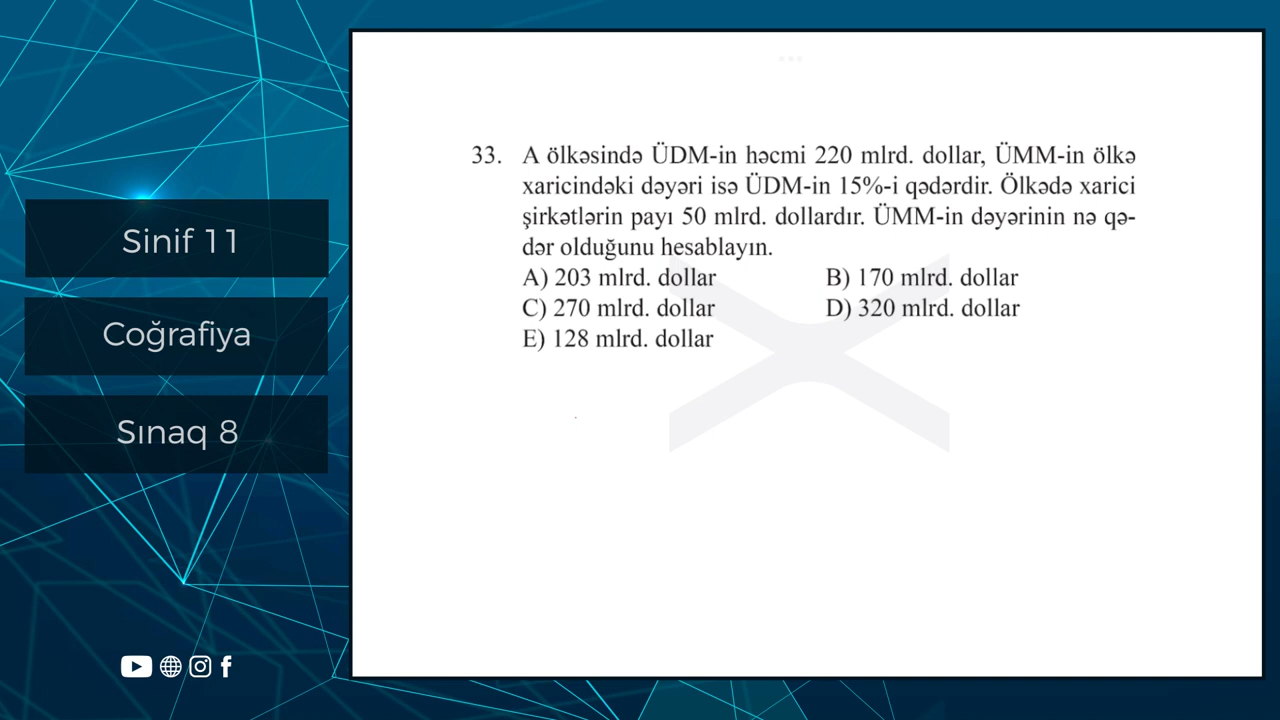 Sinif 11
Coğrafiya
Sınaq 8
33. A ölkəsində ÜDM-in həcmi 220 mlrd. dollar, ÜMM-in ölkə
xaricindəki dəyəri isə ÜDM-in 15%-i qədərdir. Ölkədə xarici
şirkətlərin payı 50 mlrd. dollardır. ÜMM-in dəyərinin nə qə-
dər olduğunu hesablayın.
A) 203 mlrd. dollar B) 170 mlrd. dollar
C) 270 mlrd. dollar D) 320 mlrd. dollar
E) 128 mlrd. dollar